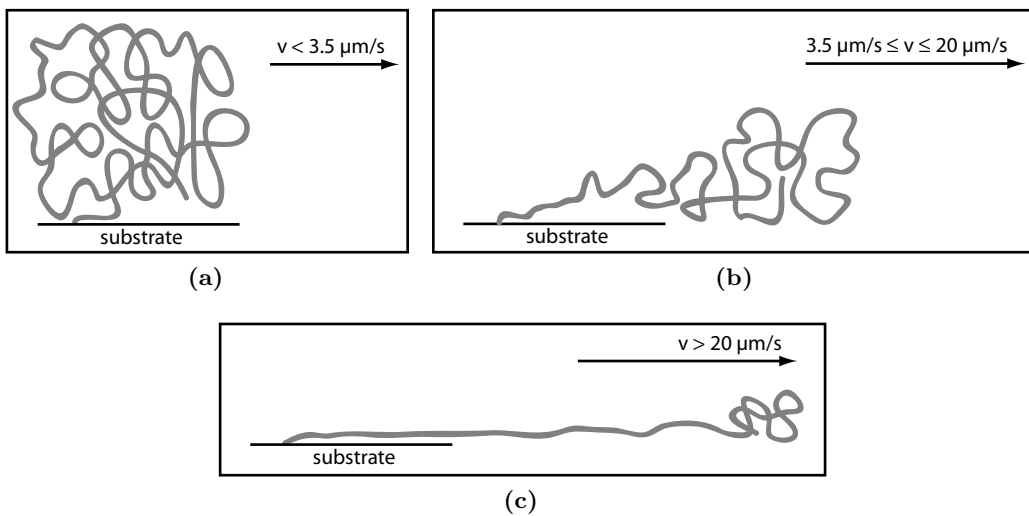 v < 3.5 µm/s
substrate
(a)
3.5 µm/s ≤ v ≤ 20 µm/s
substrate
(b)
v > 20 µm/s
substrate
(c)